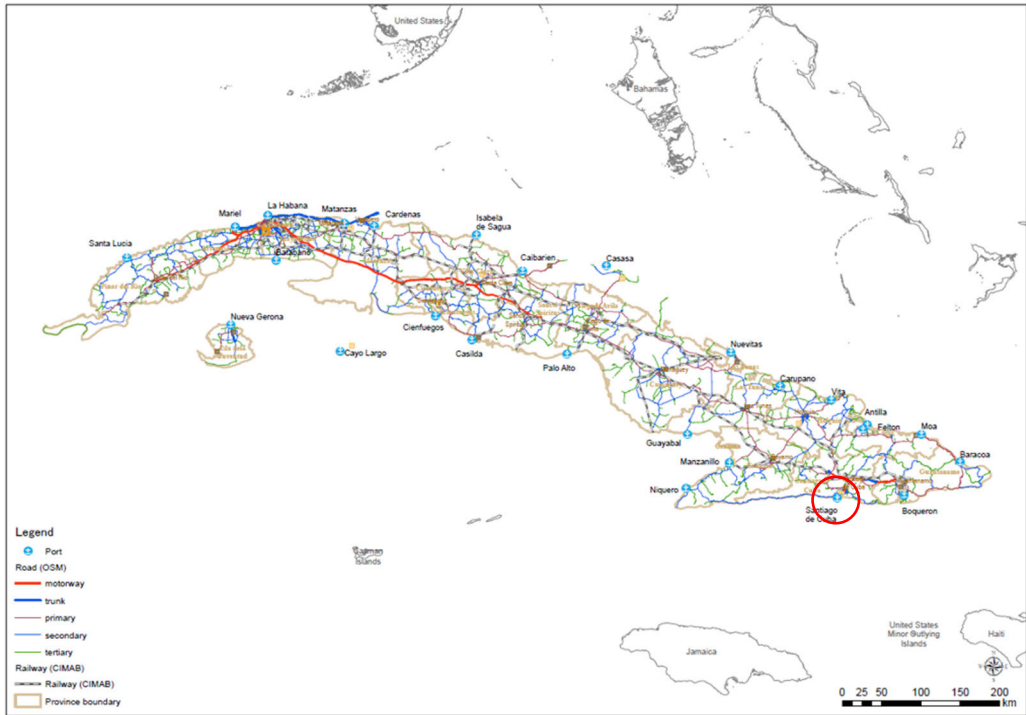 United States
Bahamas
La Habana
Mariel
Matanzas
Cardenas
Isabela
de Sagua
Santa Lucia
Batabano
Caibarien
Casasa
Nueva Gerona
Cienfuegos
Cayo Largo
Casilda
Palo Alto
Nuevitas
Carupano
Vita
Antilla
Felton
Moa
Guayabal
Manzanillo
Baracoa
Niquero
Santiago
de Cuba
Boqueron
Legend
Port
Road (OSM)
motorway
trunk
primary
secondary
tertiary
Railway (CIMAB)
Railway (CIMAB)
Province boundary
Cayman
Islands
Jamaica
United States
Minor Outlying
Islands
Haiti
0 25 50 100 150 200
km